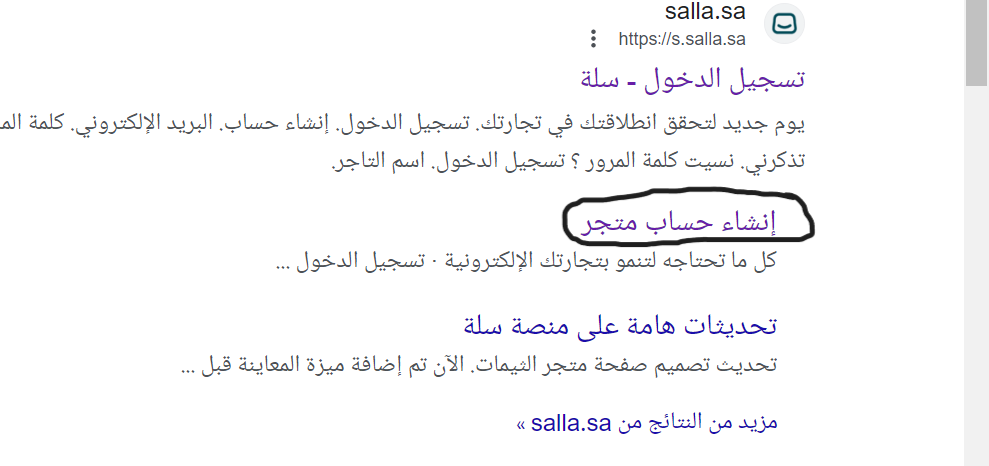 salla.sa
https://s.salla.sa
تسجيل الدخول - سلة
يوم جديد لتحقق انطلاقتك في تجارتك. تسجيل الدخول. إنشاء حساب. البريد الإلكتروني. كلمة
تذكرني. نسيت كلمة المرور ؟ تسجيل الدخول. اسم التاجر.
إنشاء حساب متجر
كل ما تحتاجه لتنمو بتجارتك الإلكترونية · تسجيل الدخول ...
تحديثات هامة على منصة سلة
تحديث تصميم صفحة متجر الثيمات. الآن تم إضافة ميزة المعاينة قبل ...
مزيد من النتائج من salla.sa »